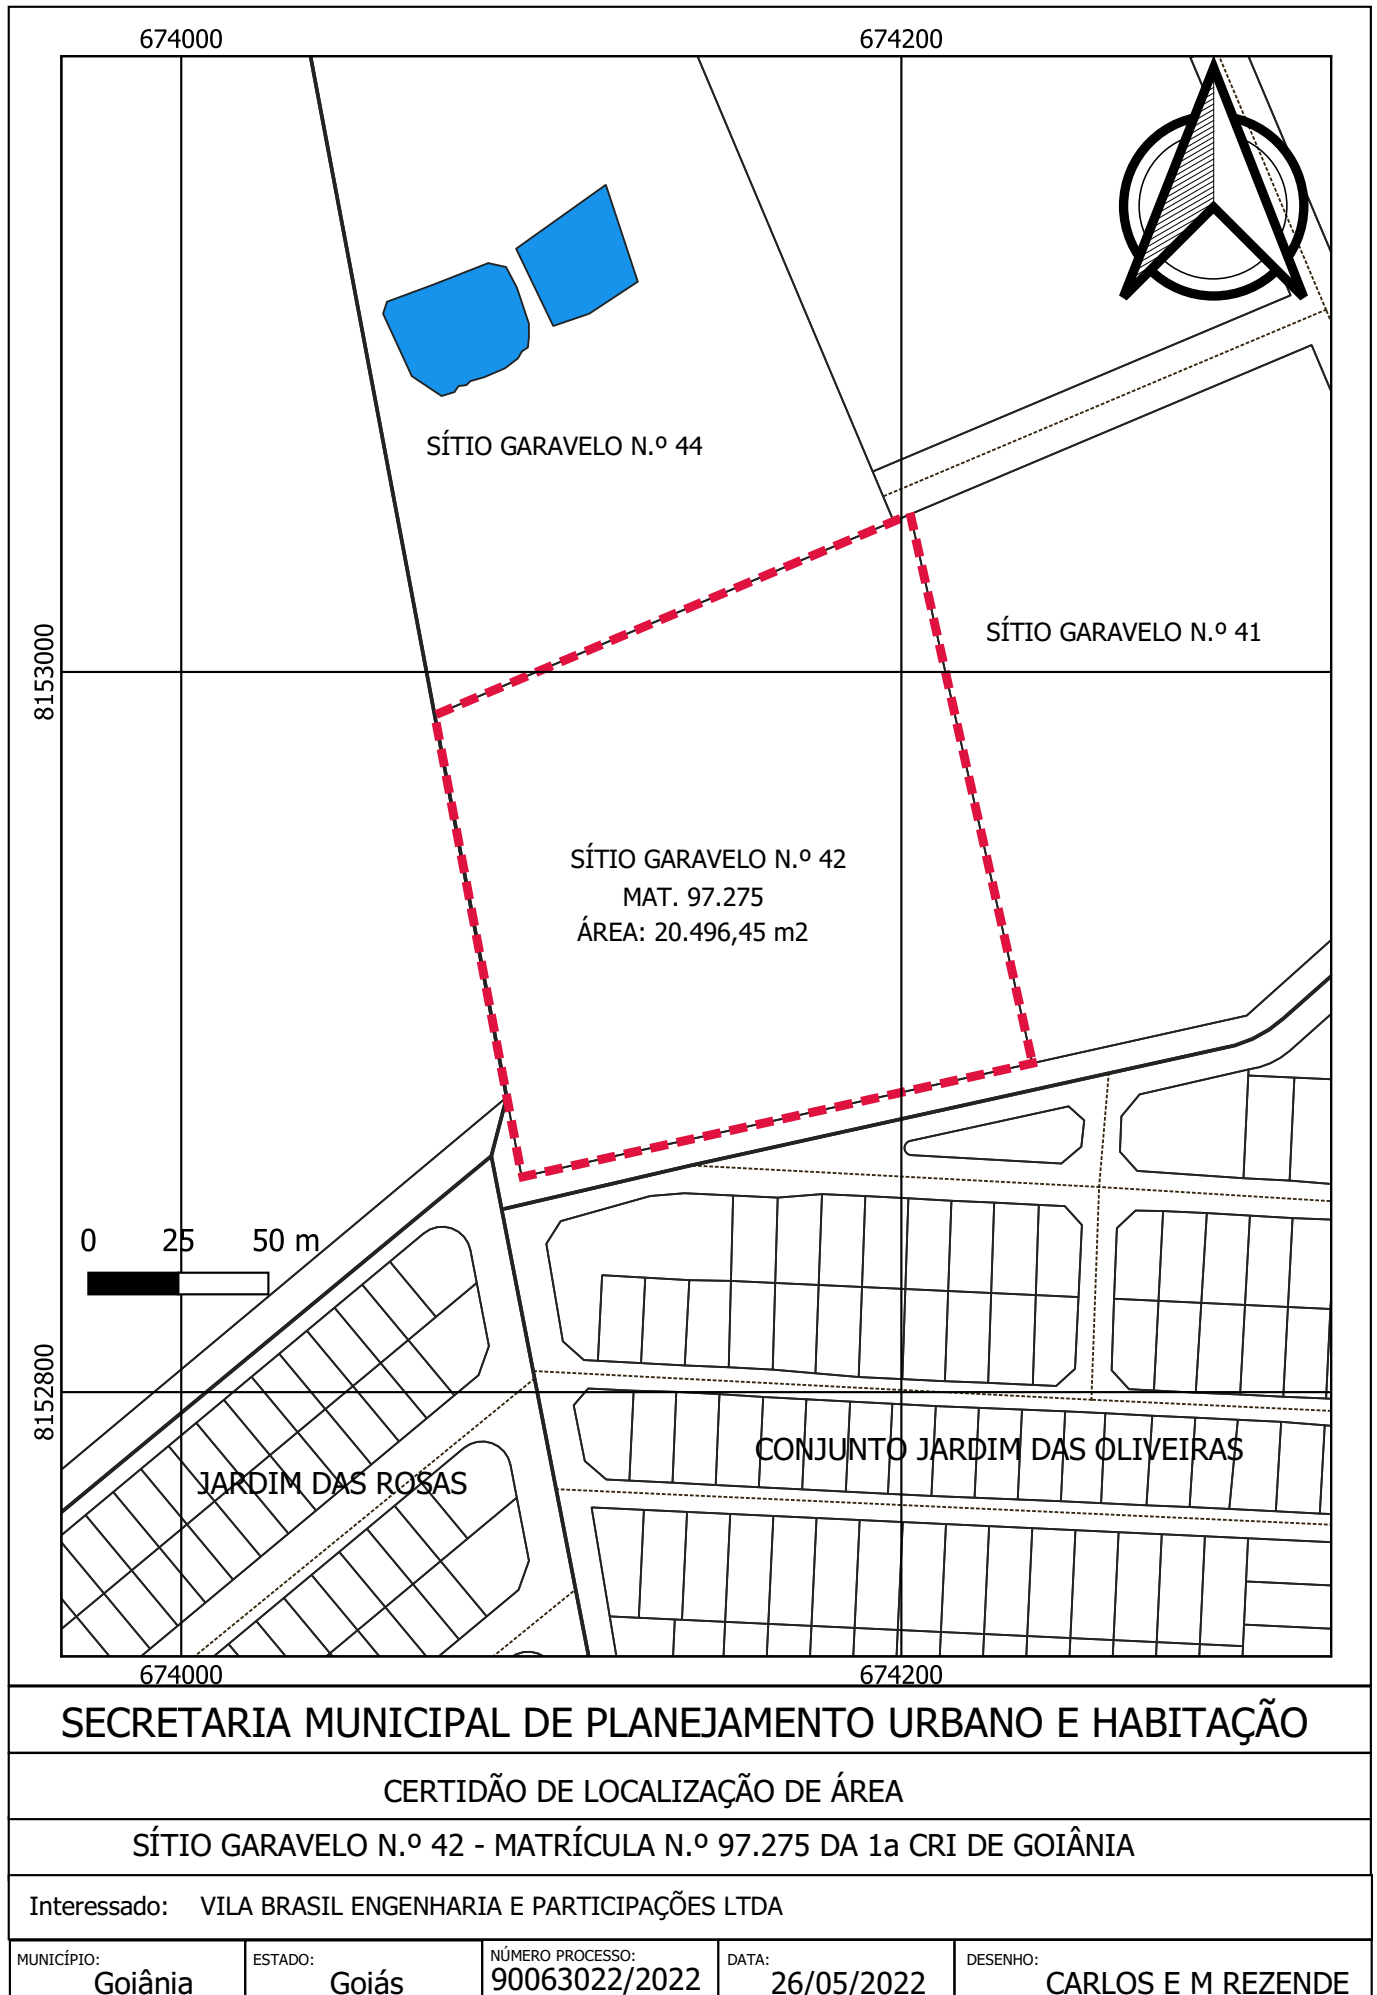 674000
674200
SÍTIO GARAVELO N.º 44
SÍTIO GARAVELO N.º 41
8153000
SÍTIO GARAVELO N.º 42
MAT. 97.275
ÁREA: 20.496,45 m2
0 25 50 m
8152800
CONJUNTO JARDIM DAS OLIVEIRAS
JARDIM DAS ROSAS
674000
674200
SECRETARIA MUNICIPAL DE PLANEJAMENTO URBANO E HABITAÇÃO
CERTIDÃO DE LOCALIZAÇÃO DE ÁREA
SÍTIO GARAVELO N.º 42 - MATRÍCULA N.º 97.275 DA 1a CRI DE GOIÂNIA
Interessado: VILA BRASIL ENGENHARIA E PARTICIPAÇÕES LTDA
MUNICÍPIO:
Goiânia
ESTADO:
Goiás
NÚMERO PROCESSO:
90063022/2022
DATA:
26/05/2022
DESENHO:
CARLOS E M REZENDE